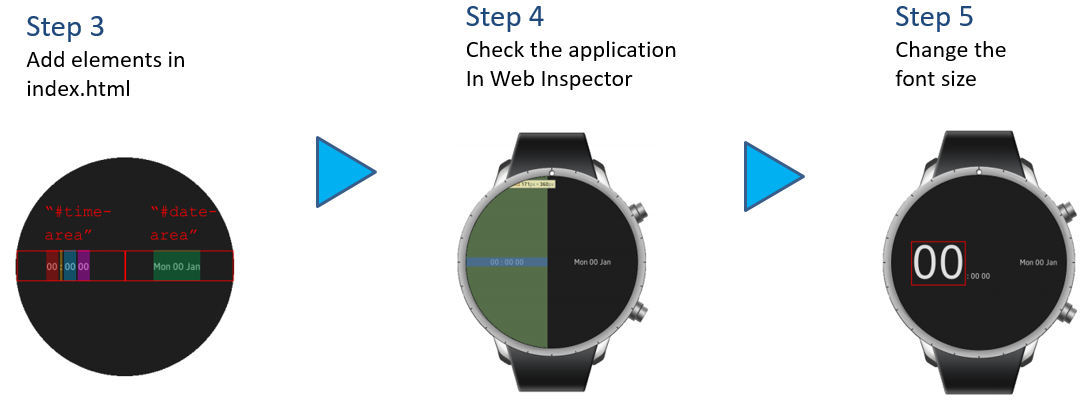 Step 3
Add elements in
index.html
Step 4
Check the application
In Web Inspector
Step 5
Change the
font size
“#time-
area”
“#date-
area”
00 : 00 00
Mon 00 Jan
00 : 00 00
Mon 00 Jan
00 : 00 00
Mon 00 Jan